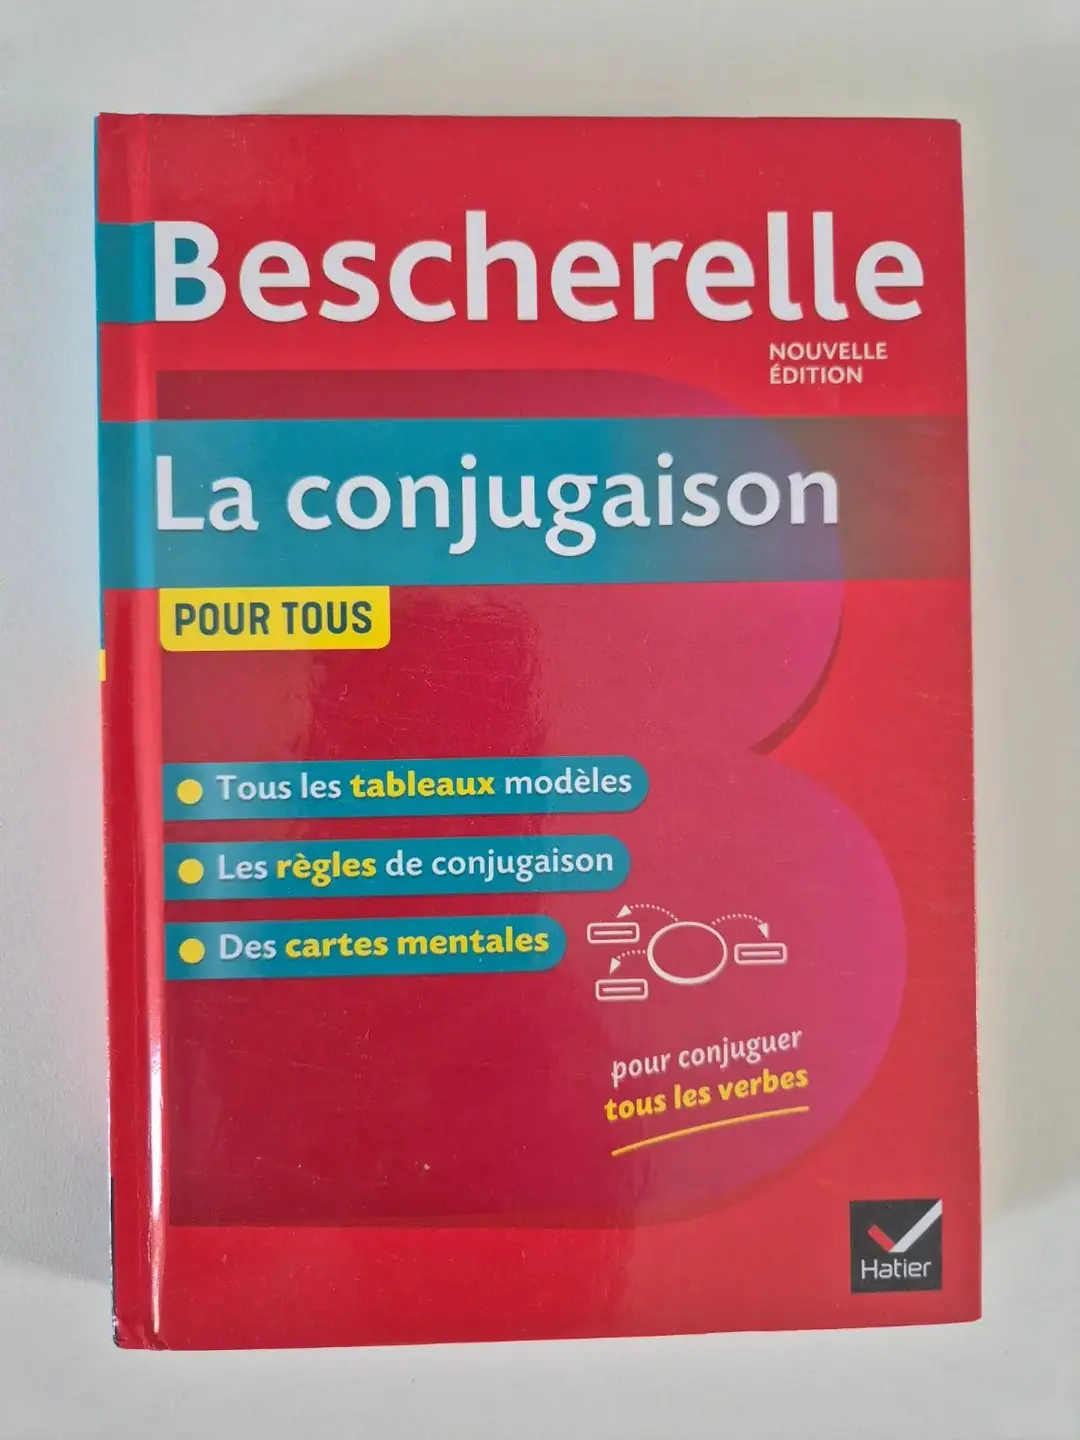 Bescherelle
NOUVELLE
ÉDITION
La conjugaison
POUR TOUS
Tous les tableaux modèles
Les règles de conjugaison
Des cartes mentales
pour conjuguer
tous les verbes
Hatier